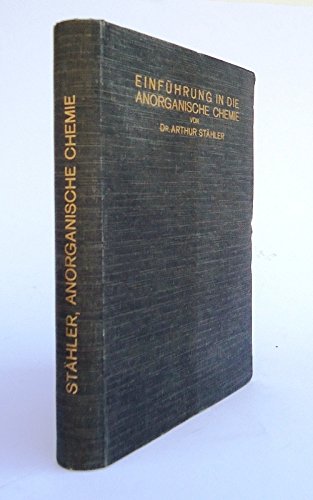 EINFÜHRUNG IN DIE
ANORGANISCHE CHEMIE
VON
DR. ARTHUR STÄHLER
STÄHLER, ANORGANISCHE CHEMIE